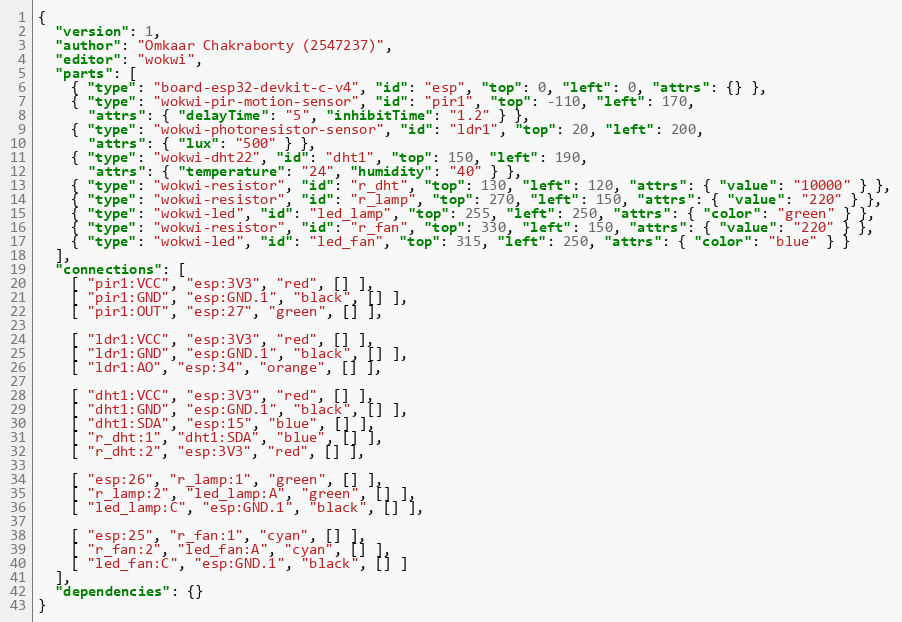 1 {
2   "version": 1,
3   "author": "Omkaar Chakraborty (2547237)",
4   "editor": "wokwi",
5   "parts": [
6     { "type": "board-esp32-devkit-c-v4", "id": "esp", "top": 0, "left": 0, "attrs": {} },
7     { "type": "wokwi-pir-motion-sensor", "id": "pir1", "top": -110, "left": 170,
8       "attrs": { "delayTime": "5", "inhibitTime": "1.2" } },
9     { "type": "wokwi-photoresistor-sensor", "id": "ldr1", "top": 20, "left": 200,
10       "attrs": { "lux": "500" } },
11     { "type": "wokwi-dht22", "id": "dht1", "top": 150, "left": 190,
12       "attrs": { "temperature": "24", "humidity": "40" } },
13     { "type": "wokwi-resistor", "id": "r_dht", "top": 130, "left": 120, "attrs": { "value": "10000" } },
14     { "type": "wokwi-resistor", "id": "r_lamp", "top": 270, "left": 150, "attrs": { "value": "220" } },
15     { "type": "wokwi-led", "id": "led_lamp", "top": 255, "left": 250, "attrs": { "color": "green" } },
16     { "type": "wokwi-resistor", "id": "r_fan", "top": 330, "left": 150, "attrs": { "value": "220" } },
17     { "type": "wokwi-led", "id": "led_fan", "top": 315, "left": 250, "attrs": { "color": "blue" } }
18   ],
19   "connections": [
20     [ "pir1:VCC", "esp:3V3", "red", [] ],
21     [ "pir1:GND", "esp:GND.1", "black", [] ],
22     [ "pir1:OUT", "esp:27", "green", [] ],
23
24     [ "ldr1:VCC", "esp:3V3", "red", [] ],
25     [ "ldr1:GND", "esp:GND.1", "black", [] ],
26     [ "ldr1:AO", "esp:34", "orange", [] ],
27
28     [ "dht1:VCC", "esp:3V3", "red", [] ],
29     [ "dht1:GND", "esp:GND.1", "black", [] ],
30     [ "dht1:SDA", "esp:15", "blue", [] ],
31     [ "r_dht:1", "dht1:SDA", "blue", [] ],
32     [ "r_dht:2", "esp:3V3", "red", [] ],
33
34     [ "esp:26", "r_lamp:1", "green", [] ],
35     [ "r_lamp:2", "led_lamp:A", "green", [] ],
36     [ "led_lamp:C", "esp:GND.1", "black", [] ],
37
38     [ "esp:25", "r_fan:1", "cyan", [] ],
39     [ "r_fan:2", "led_fan:A", "cyan", [] ],
40     [ "led_fan:C", "esp:GND.1", "black", [] ]
41   ],
42   "dependencies": {}
43 }